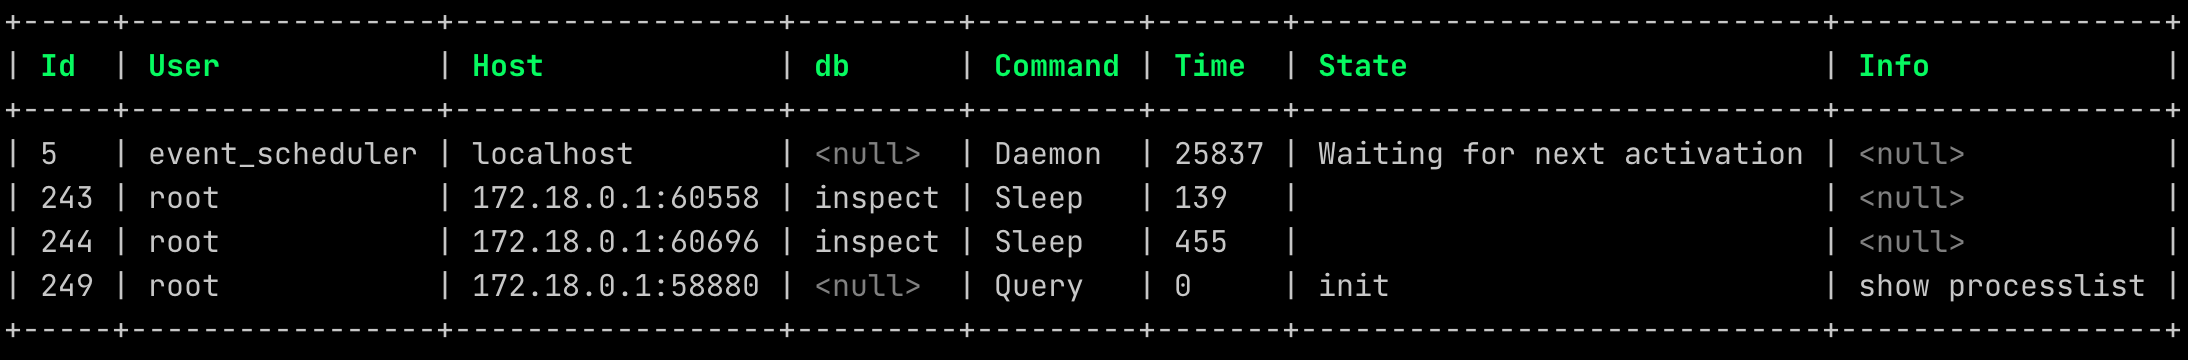 +-----+-----------------+------------------+---------+---------+-------+-----------------------------+------------------+
| Id  | User            | Host             | db      | Command | Time  | State                       | Info             |
+-----+-----------------+------------------+---------+---------+-------+-----------------------------+------------------+
| 5   | event_scheduler | localhost        | <null>  | Daemon  | 25837 | Waiting for next activation | <null>           |
| 243 | root            | 172.18.0.1:60558 | inspect | Sleep   | 139   |                             | <null>           |
| 244 | root            | 172.18.0.1:60696 | inspect | Sleep   | 455   |                             | <null>           |
| 249 | root            | 172.18.0.1:58880 | <null>  | Query   | 0     | init                        | show processlist |
+-----+-----------------+------------------+---------+---------+-------+-----------------------------+------------------+